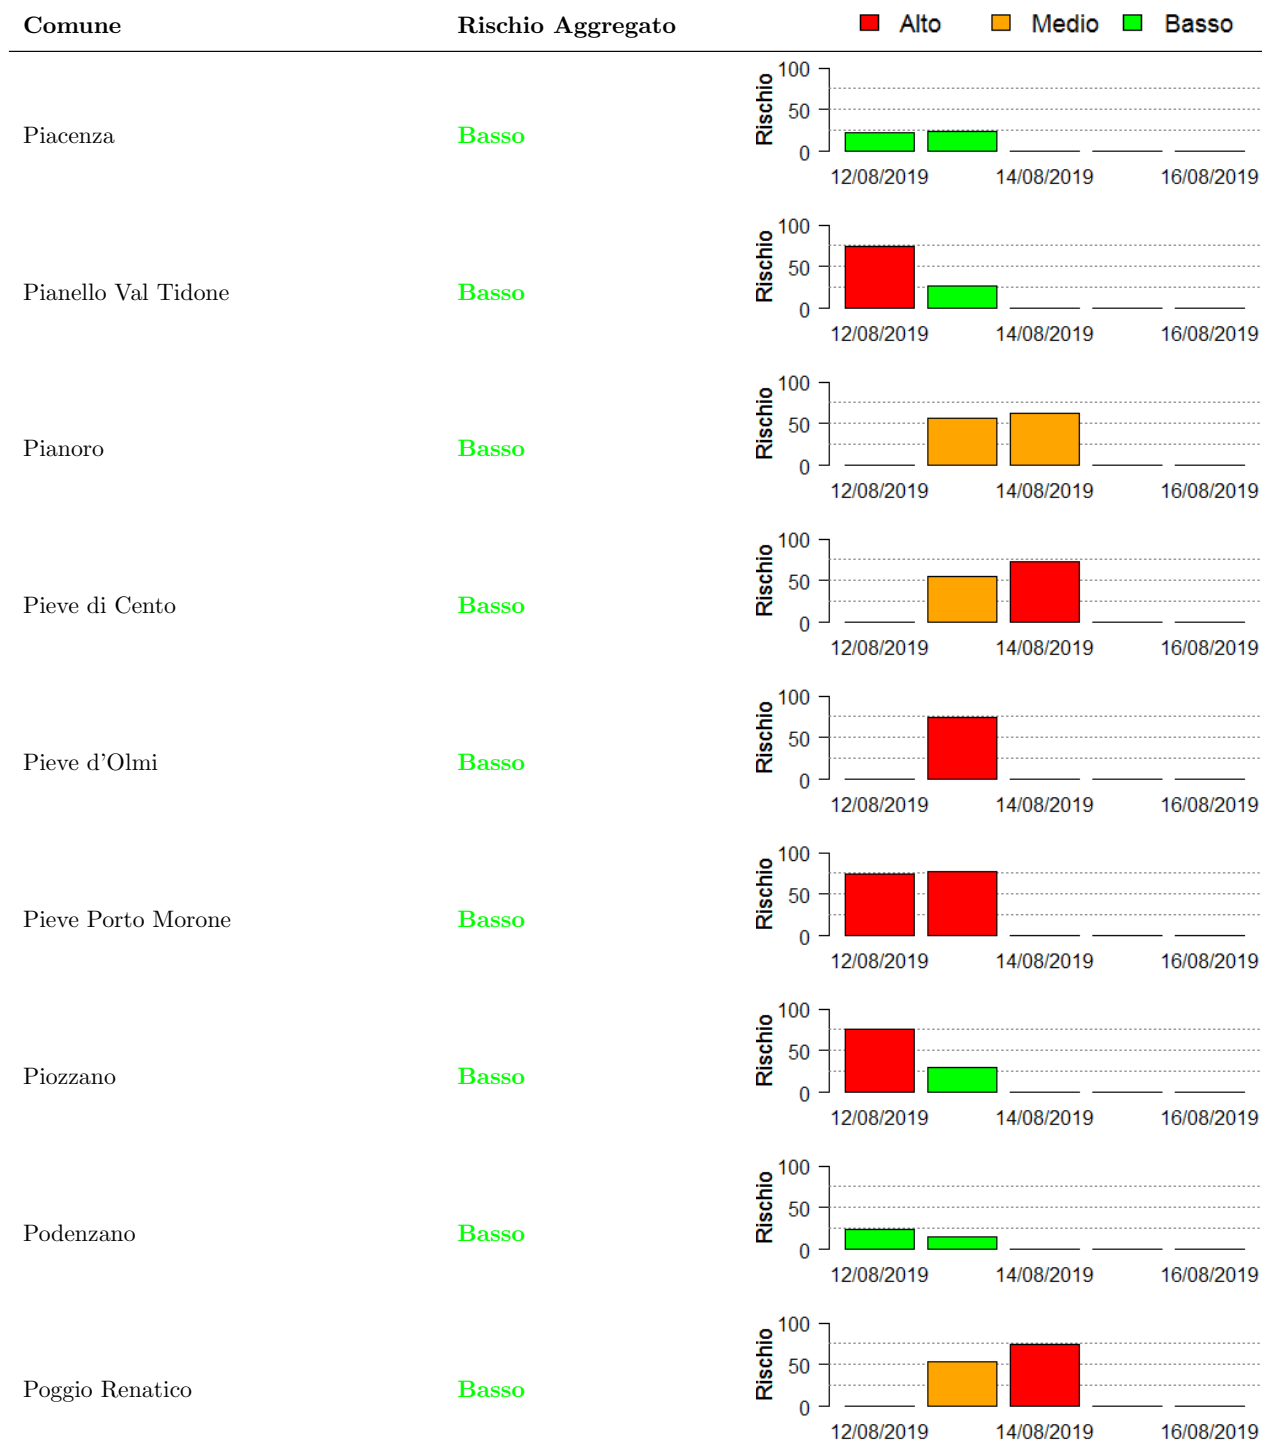 Comune Rischio Aggregato Alto Medio Basso
Piacenza Basso Rischio 100 50 0
12/08/2019 14/08/2019 16/08/2019
Pianello Val Tidone Basso Rischio 100 50 0
12/08/2019 14/08/2019 16/08/2019
Pianoro Basso Rischio 100 50 0
12/08/2019 14/08/2019 16/08/2019
Pieve di Cento Basso Rischio 100 50 0
12/08/2019 14/08/2019 16/08/2019
Pieve d'Olmi Basso Rischio 100 50 0
12/08/2019 14/08/2019 16/08/2019
Pieve Porto Morone Basso Rischio 100 50 0
12/08/2019 14/08/2019 16/08/2019
Piozzano Basso Rischio 100 50 0
12/08/2019 14/08/2019 16/08/2019
Podenzano Basso Rischio 100 50 0
12/08/2019 14/08/2019 16/08/2019
Poggio Renatico Basso Rischio 100 50 0
12/08/2019 14/08/2019 16/08/2019